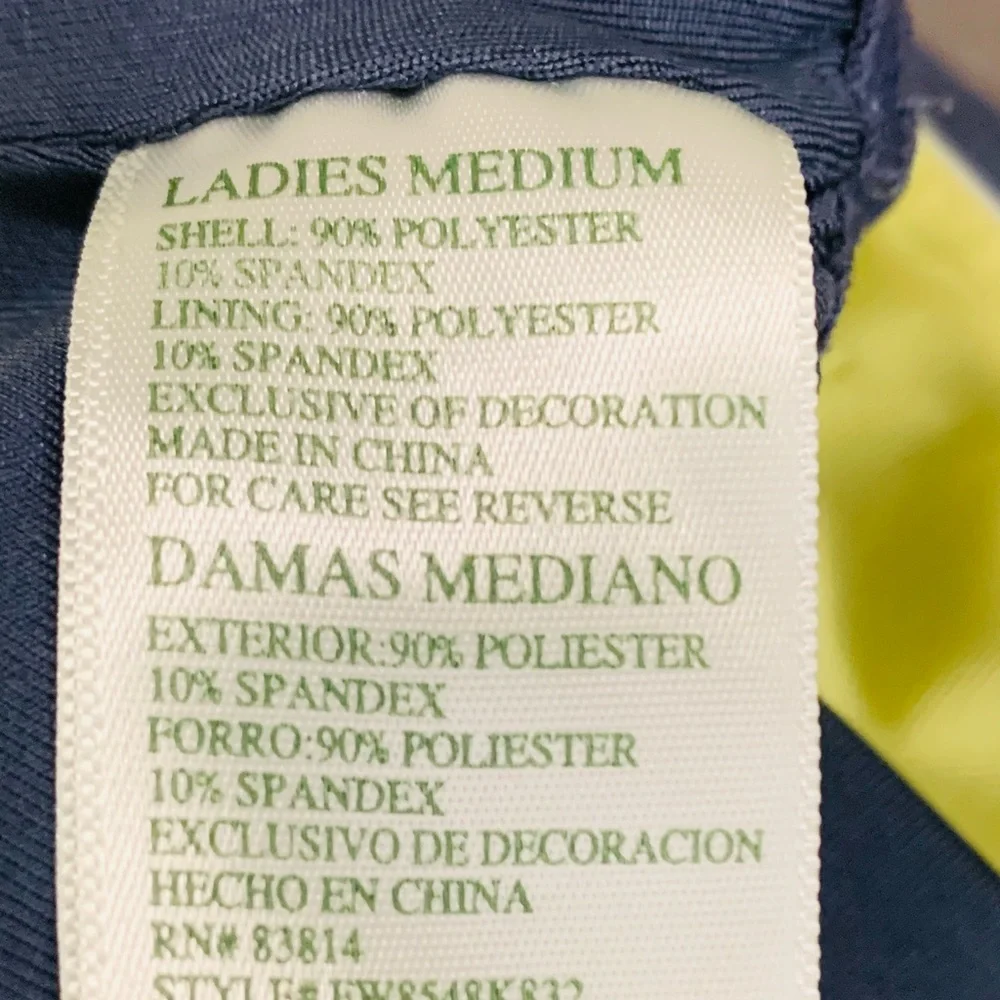 LADIES MEDIUM
SHELL: 90% POLYESTER
10% SPANDEX
LINING: 90% POLYESTER
10% SPANDEX
EXCLUSIVE OF DECORATION
MADE IN CHINA
FOR CARE SEE REVERSE
DAMAS MEDIANO
EXTERIOR:90% POLIESTER
10% SPANDEX
FORRO:90% POLIESTER
10% SPANDEX
EXCLUSIVO DE DECORACION
HECHO EN CHINA
RN# 83814
STYLE# EW8548K832